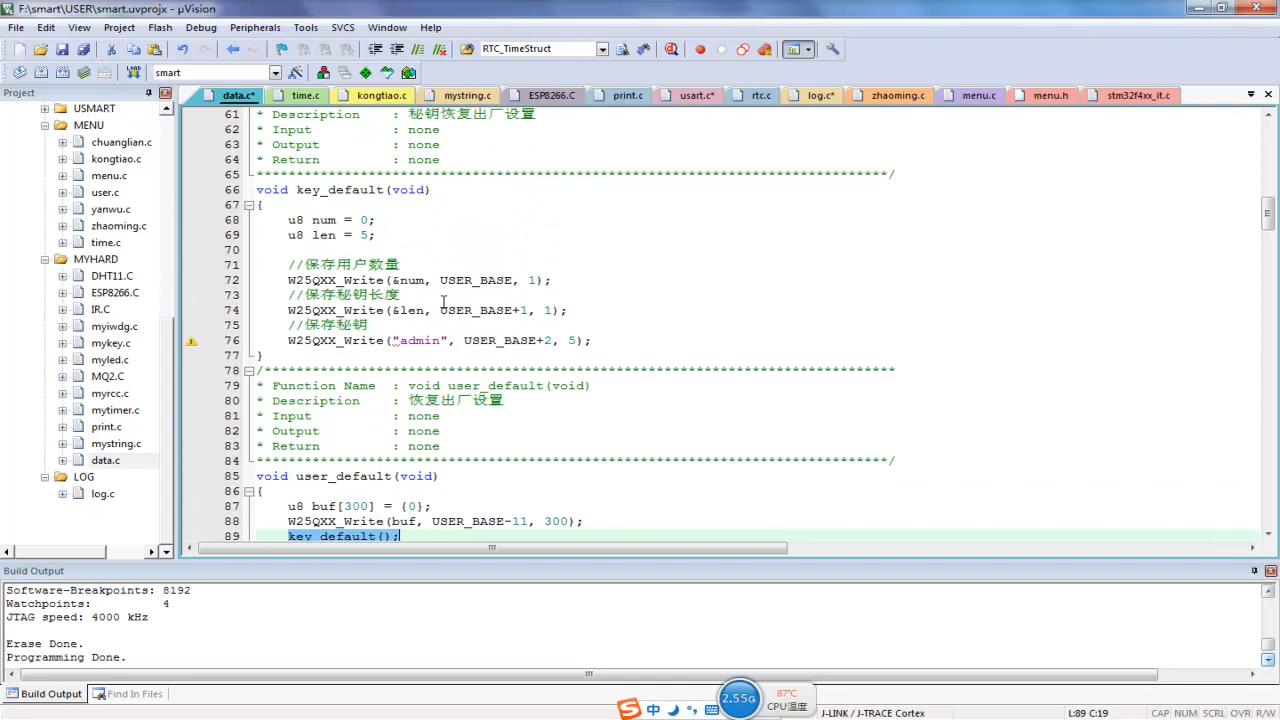 F:\smart\USER\smart.uvprojx - µVision
File Edit View Project Flash Debug Peripherals Tools SVCS Window Help
RTC_TimeStruct
LOAD smart
Project
data.c* time.c kongtiao.c mystring.c ESP8266.C print.c usart.c* rtc.c log.c* zhaoming.c menu.c menu.h stm32f4xx_it.c
USMART
MENU
chuanglian.c
kongtiao.c
menu.c
user.c
yanwu.c
zhaoming.c
time.c
MYHARD
DHT11.C
ESP8266.C
IR.C
myiwdg.c
mykey.c
myled.c
MQ2.C
myrcc.c
mytimer.c
print.c
mystring.c
data.c
LOG
log.c
61 * Description : 秘钥恢复出厂设置
62 * Input : none
63 * Output : none
64 * Return : none
65 *******************************************************************************/
66 void key_default(void)
67 {
68 u8 num = 0;
69 u8 len = 5;
70
71 //保存用户数量
72 W25QXX_Write(&num, USER_BASE, 1);
73 //保存秘钥长度
74 W25QXX_Write(&len, USER_BASE+1, 1);
75 //保存秘钥
76 W25QXX_Write("admin", USER_BASE+2, 5);
77 }
78 /*******************************************************************************
79 * Function Name : void user_default(void)
80 * Description : 恢复出厂设置
81 * Input : none
82 * Output : none
83 * Return : none
84 *******************************************************************************/
85 void user_default(void)
86 {
87 u8 buf[300] = {0};
88 W25QXX_Write(buf, USER_BASE-11, 300);
89 key_default();
Build Output
Software-Breakpoints: 8192
Watchpoints: 4
JTAG speed: 4000 kHz
Erase Done.
Programming Done.
Build Output Find In Files
中
2.55G
87°C
CPU温度
J-LINK / J-TRACE Cortex L:89 C:19 CAP NUM SCRL OVR R/W